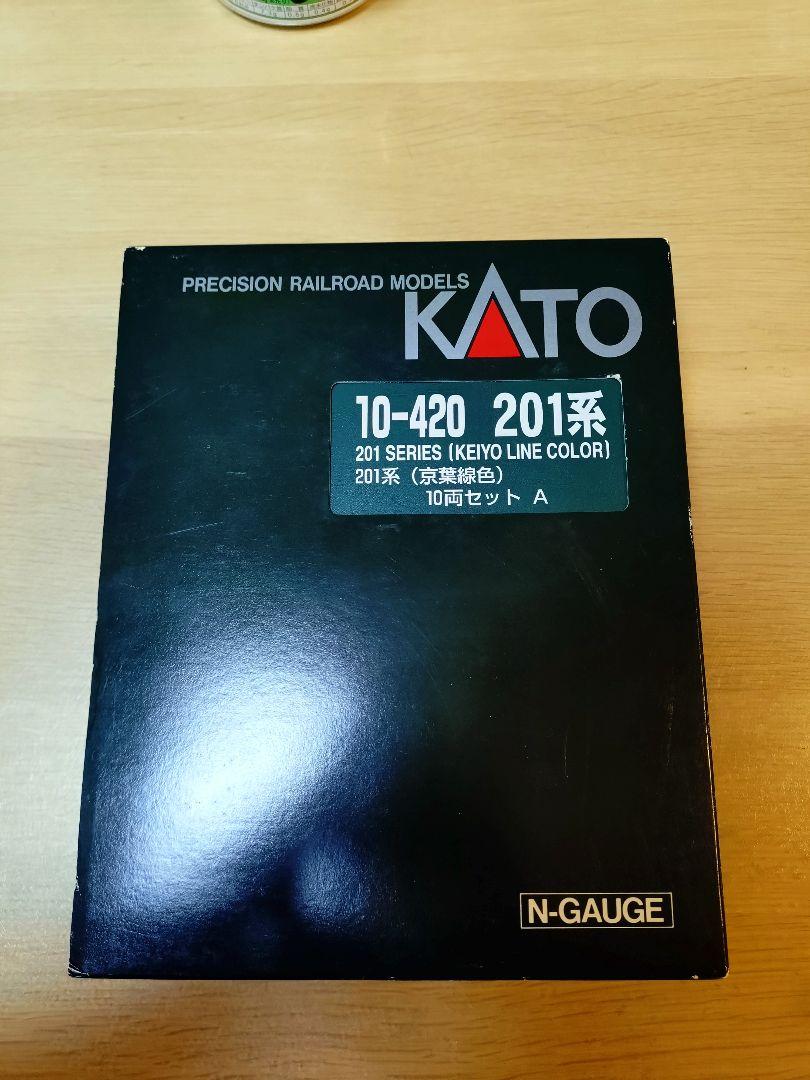 PRECISION RAILROAD MODELS
KATO
10-420 201系
201 SERIES (KEIYO LINE COLOR)
201系 (京葉線色)
10両セット A
N-GAUGE